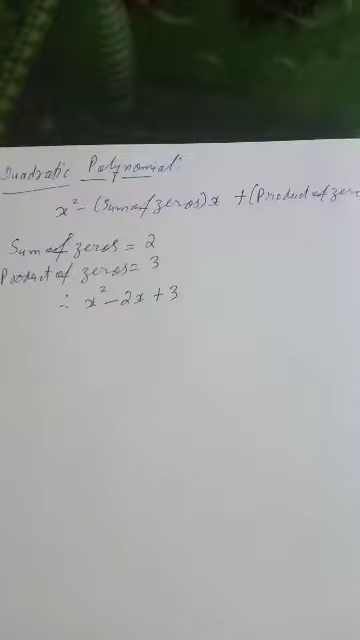 Quadratic Polynomial:
x² - (Sum of zeros)x + (Product of zero
Sum of zeros = 2
Product of zeros = 3
∴ x² - 2x + 3